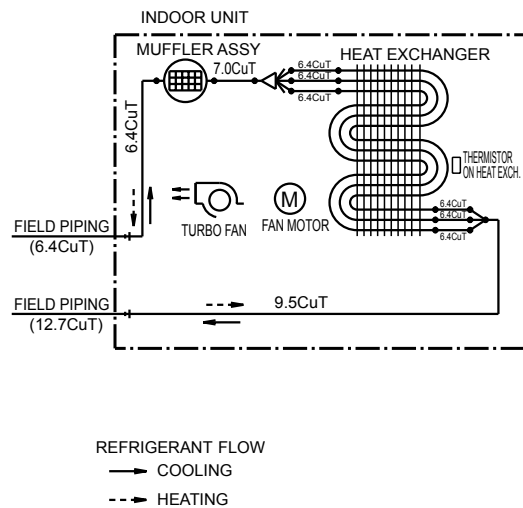 INDOOR UNIT
MUFFLER ASSY
7.0CuT
HEAT EXCHANGER
6.4CuT
6.4CuT
6.4CuT
6.4CuT
THERMISTOR
ON HEAT EXCH.
M
TURBO FAN
FAN MOTOR
6.4CuT
6.4CuT
6.4CuT
FIELD PIPING
(6.4CuT)
FIELD PIPING
(12.7CuT)
9.5CuT
REFRIGERANT FLOW
COOLING
HEATING